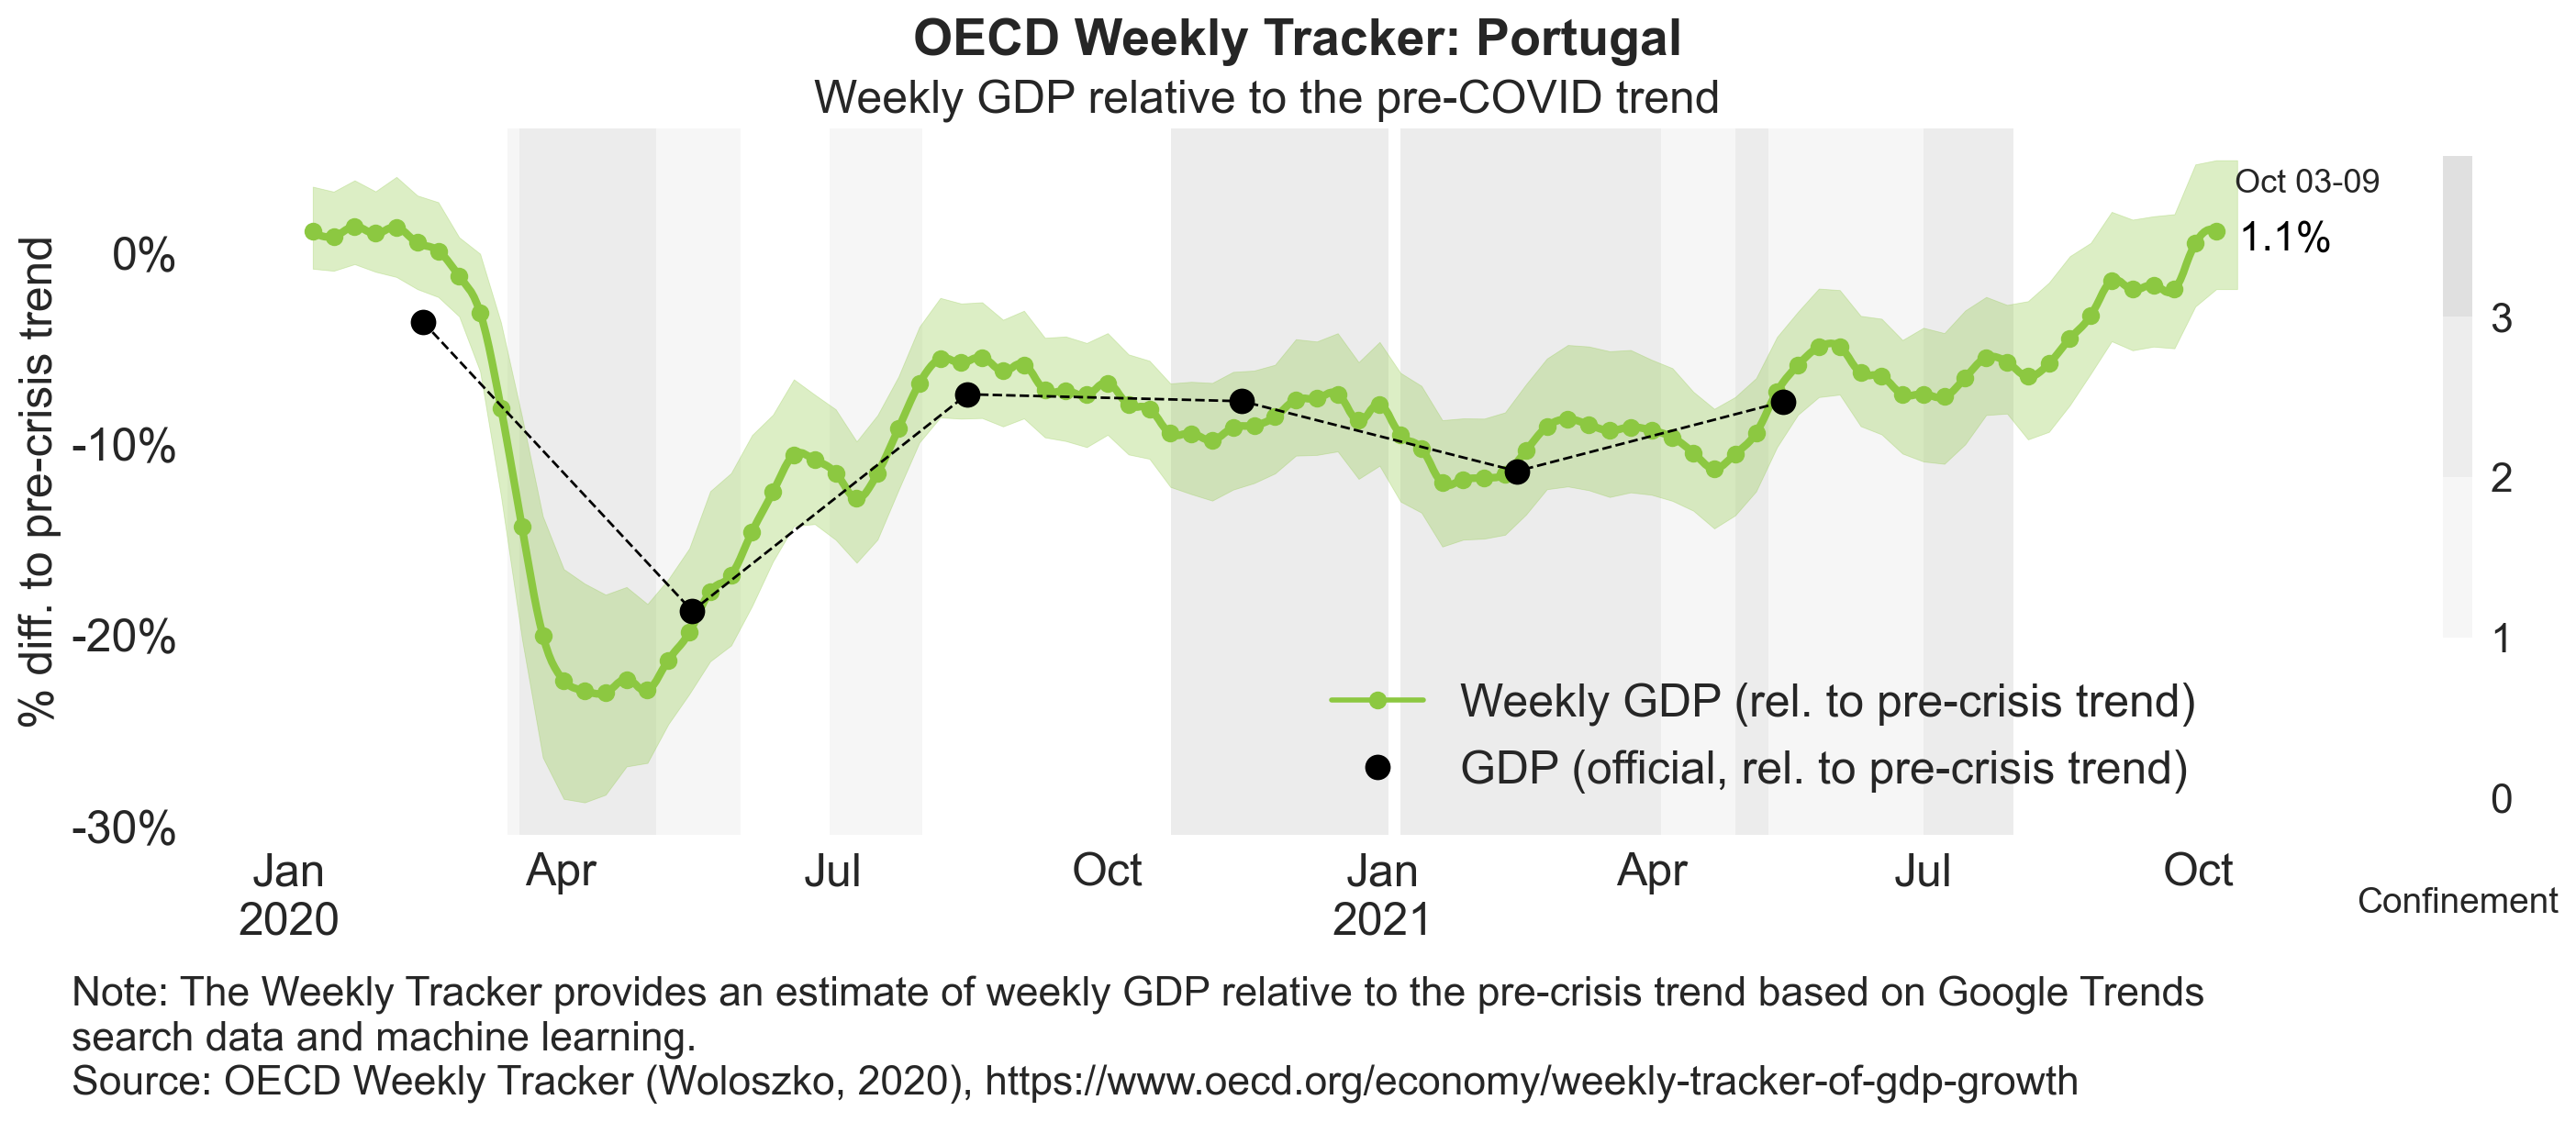 OECD Weekly Tracker: Portugal
Weekly GDP relative to the pre-COVID trend
% diff. to pre-crisis trend
0%
-10%
-20%
-30%
Oct 03-09
1.1%
3
2
1
0
Weekly GDP (rel. to pre-crisis trend)
GDP (official, rel. to pre-crisis trend)
Jan Apr Jul Oct Jan Apr Jul Oct
2020 2021
Confinement
Note: The Weekly Tracker provides an estimate of weekly GDP relative to the pre-crisis trend based on Google Trends
search data and machine learning.
Source: OECD Weekly Tracker (Woloszko, 2020), https://www.oecd.org/economy/weekly-tracker-of-gdp-growth